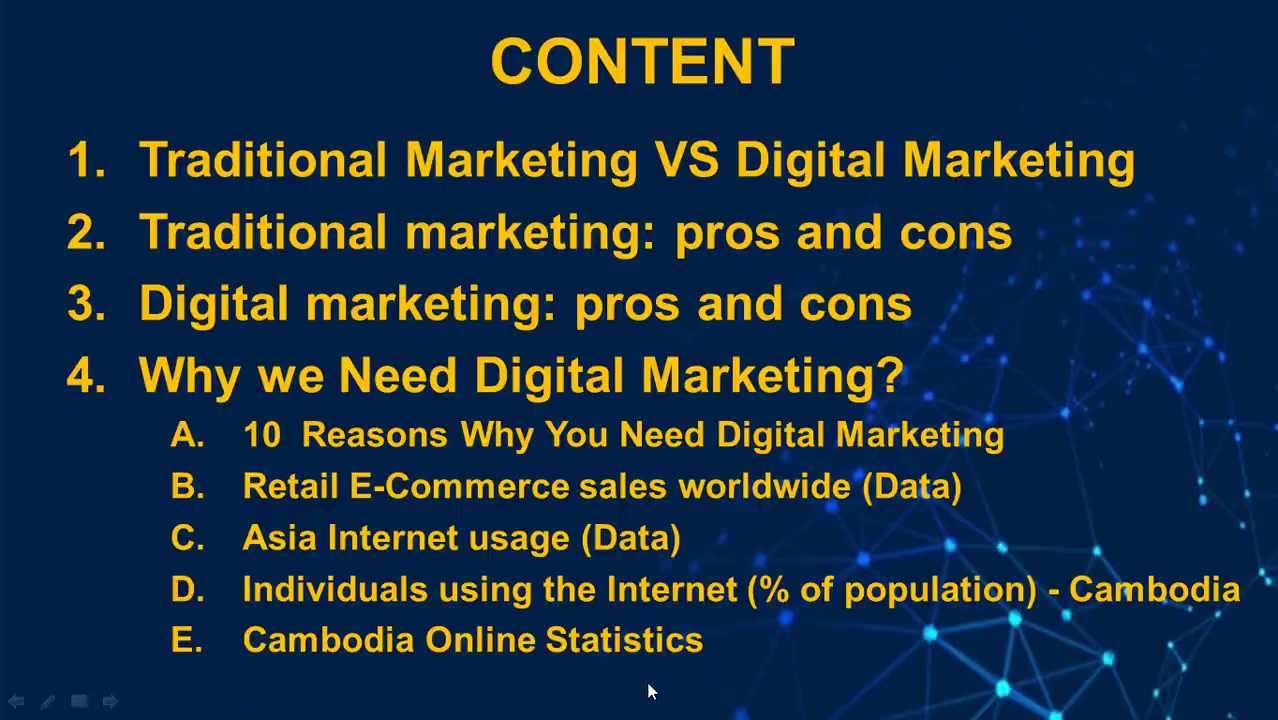 CONTENT
1. Traditional Marketing VS Digital Marketing
2. Traditional marketing: pros and cons
3. Digital marketing: pros and cons
4. Why we Need Digital Marketing?
A. 10  Reasons Why You Need Digital Marketing
B. Retail E-Commerce sales worldwide (Data)
C. Asia Internet usage (Data)
D. Individuals using the Internet (% of population) - Cambodia
E. Cambodia Online Statistics